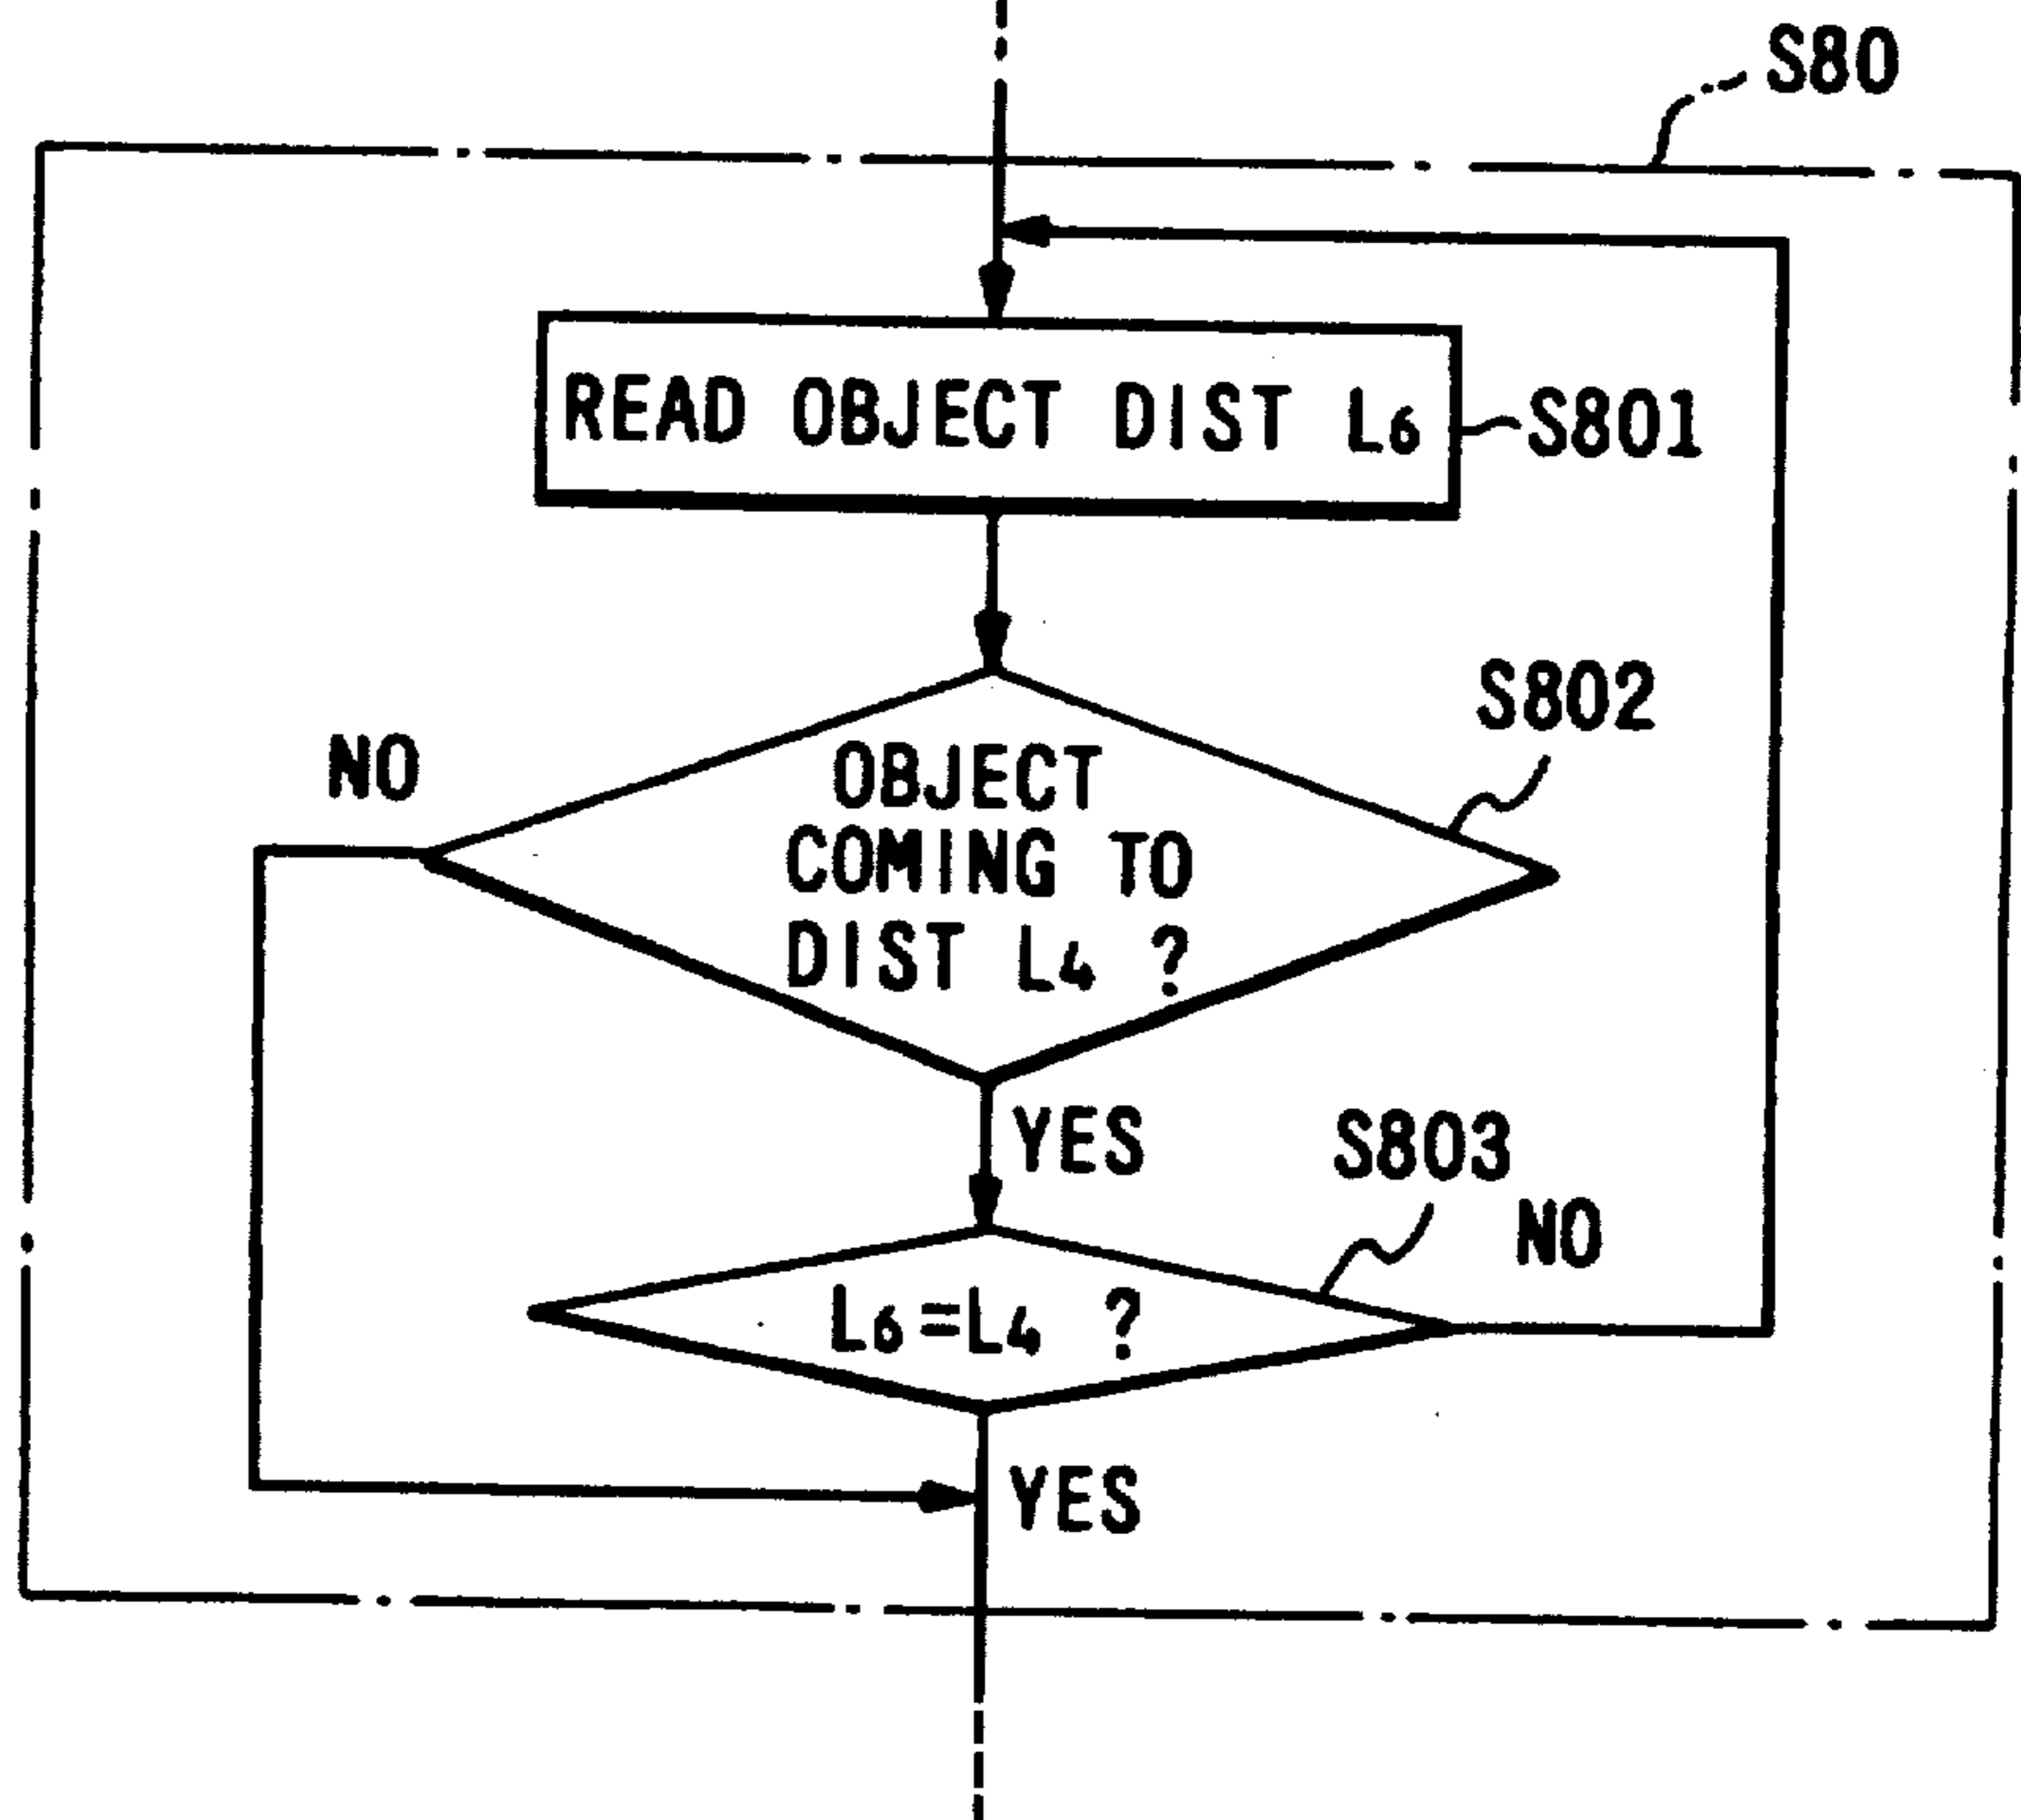 S80
READ OBJECT DIST L6
S801
S802
NO
OBJECT
COMING TO
DIST L4 ?
YES
S803
NO
L6=L4 ?
YES